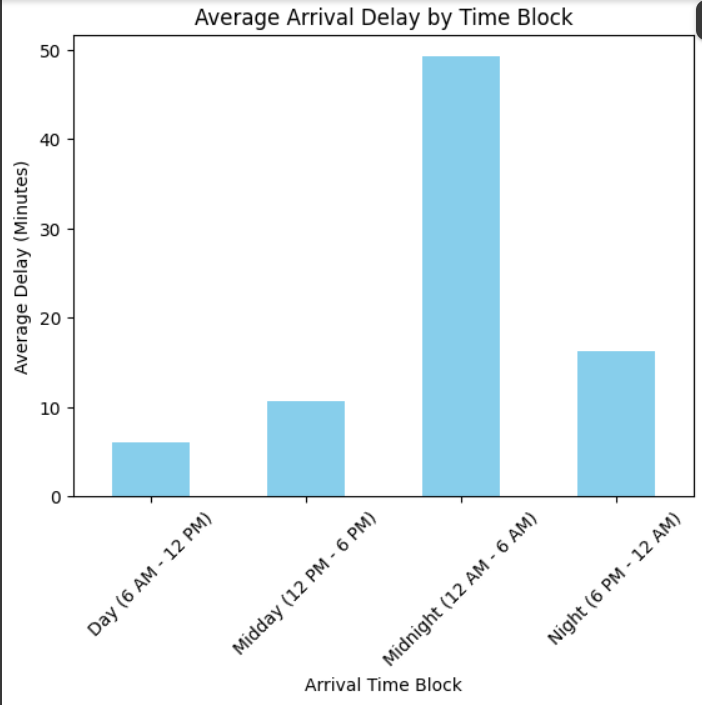 Average Arrival Delay by Time Block
Average Delay (Minutes)
50
40
30
20
10
0
Day (6 AM - 12 PM)
Midday (12 PM - 6 PM)
Midnight (12 AM - 6 AM)
Night (6 PM - 12 AM)
Arrival Time Block